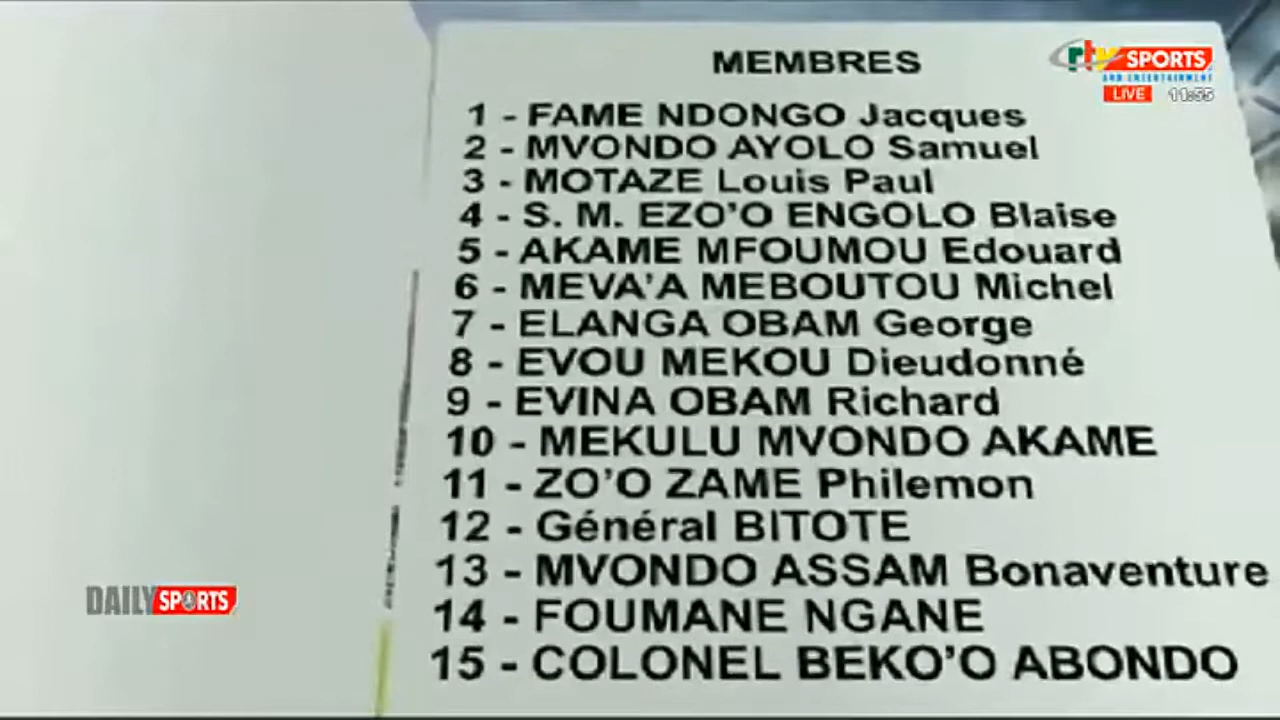 MEMBRES
1 - FAME NDONGO Jacques
2 - MVONDO AYOLO Samuel
3 - MOTAZE Louis Paul
4 - S. M. EZO'O ENGOLO Blaise
5 - AKAME MFOUMOU Edouard
6 - MEVA'A MEBOUTOU Michel
7 - ELANGA OBAM George
8 - EVOU MEKOU Dieudonné
9 - EVINA OBAM Richard
10 - MEKULU MVONDO AKAME
11 - ZO'O ZAME Philemon
12 - Général BITOTE
13 - MVONDO ASSAM Bonaventure
14 - FOUMANE NGANE
15 - COLONEL BEKO'O ABONDO
crtv SPORTS
AND ENTERTAINMENT
LIVE 11:55
DAILY SPORTS